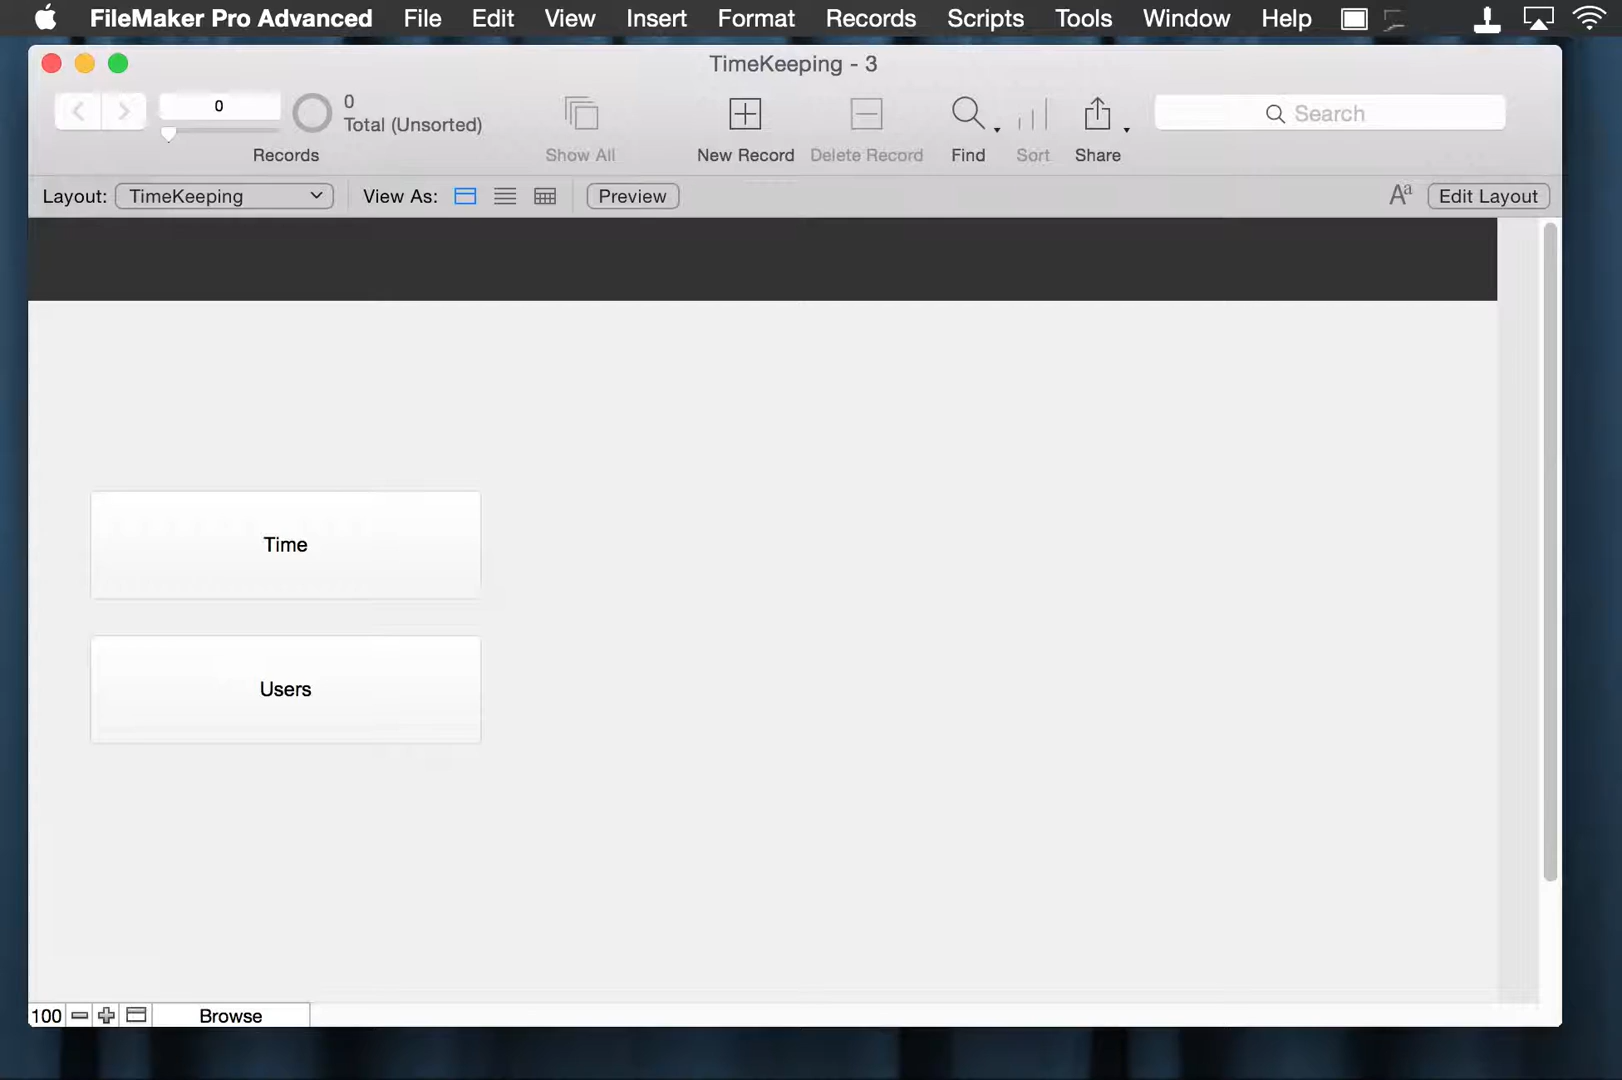 FileMaker Pro Advanced File Edit View Insert Format Records Scripts Tools Window Help
TimeKeeping - 3
0
0
Total (Unsorted)
Search
Records
Show All
New Record
Delete Record
Find
Sort
Share
Layout: TimeKeeping View As: Preview Aa Edit Layout
Time
Users
100 Browse